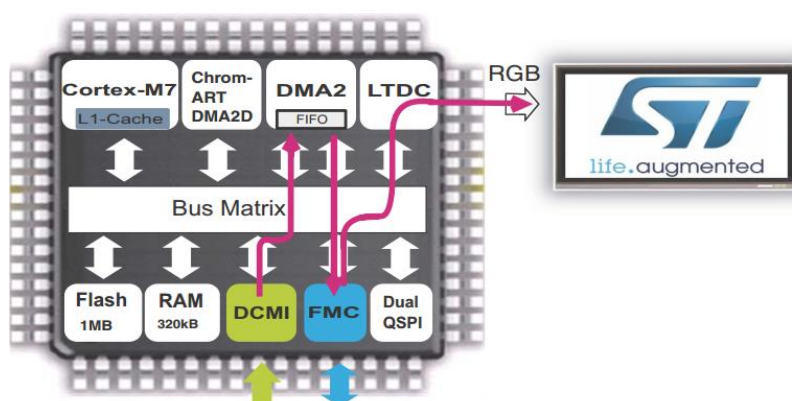 Cortex-M7
L1-Cache
Chrom-
ART
DMA2D
DMA2
FIFO
LTDC
RGB
ST
life.augmented
Bus Matrix
Flash
1MB
RAM
320kB
DCMI
FMC
Dual
QSPI